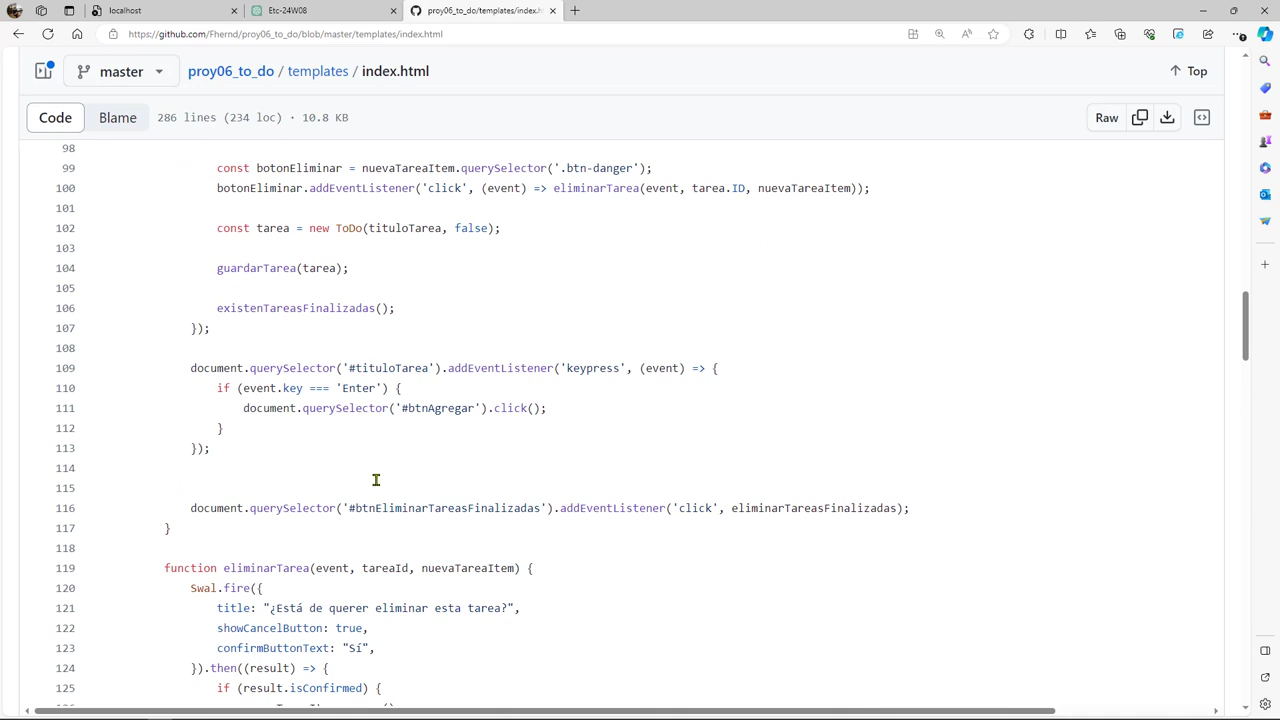 localhost
Etc-24W08
proy06_to_do/templates/index.h
https://github.com/Fhernd/proy06_to_do/blob/master/templates/index.html
master
proy06_to_do / templates / index.html
Top
Code
Blame
286 lines (234 loc) · 10.8 KB
Raw
98
99 const botonEliminar = nuevaTareaItem.querySelector('.btn-danger');
100 botonEliminar.addEventListener('click', (event) => eliminarTarea(event, tarea.ID, nuevaTareaItem));
101
102 const tarea = new ToDo(tituloTarea, false);
103
104 guardarTarea(tarea);
105
106 existenTareasFinalizadas();
107 });
108
109 document.querySelector('#tituloTarea').addEventListener('keypress', (event) => {
110 if (event.key === 'Enter') {
111 document.querySelector('#btnAgregar').click();
112 }
113 });
114
115
116 document.querySelector('#btnEliminarTareasFinalizadas').addEventListener('click', eliminarTareasFinalizadas);
117 }
118
119 function eliminarTarea(event, tareaId, nuevaTareaItem) {
120 Swal.fire({
121 title: "¿Está de querer eliminar esta tarea?",
122 showCancelButton: true,
123 confirmButtonText: "Sí",
124 }).then((result) => {
125 if (result.isConfirmed) {